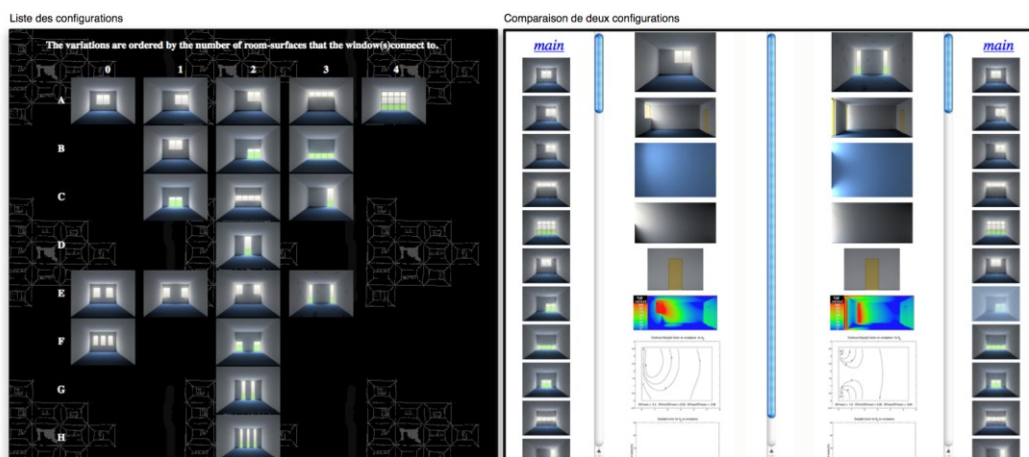 Liste des configurations
Comparaison de deux configurations
The variations are ordered by the number of room-surfaces that the window(s)connect to.
0 1 2 3 4
A
B
C
D
E
F
G
H
main
main